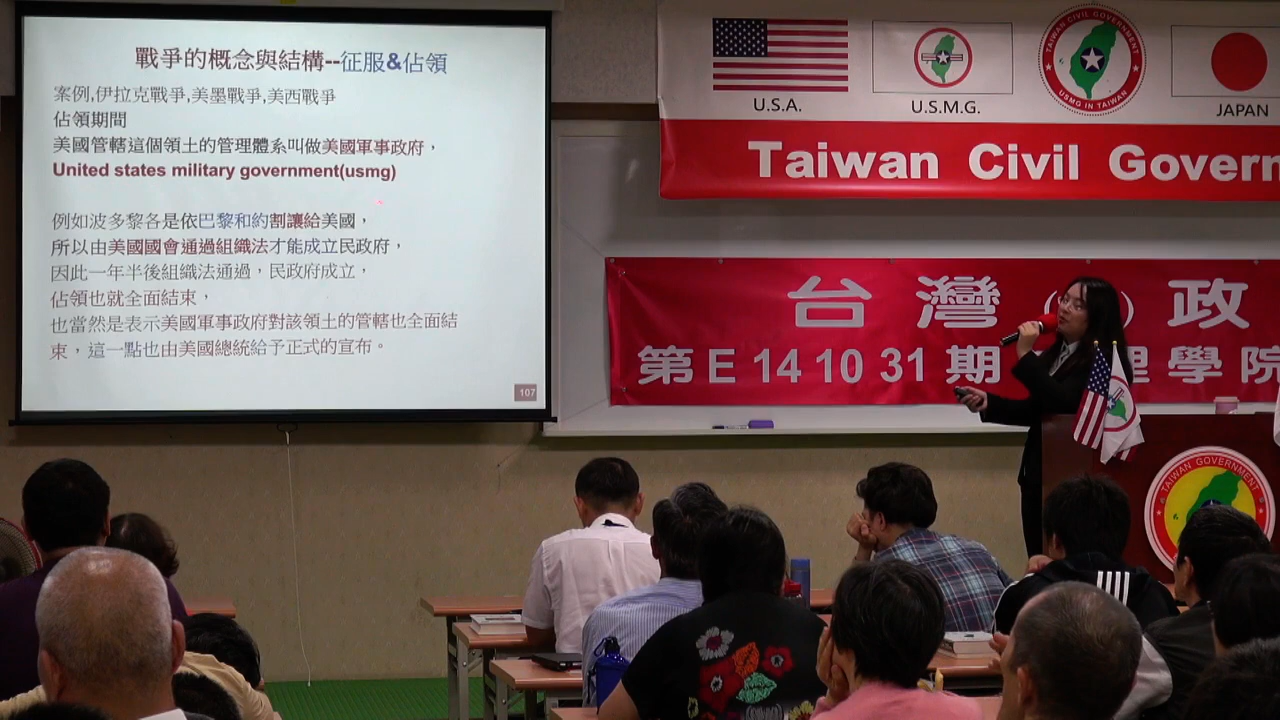 戰爭的概念與結構--征服&佔領
案例,伊拉克戰爭,美墨戰爭,美西戰爭
佔領期間
美國管轄這個領土的管理體系叫做美國軍事政府，
United states military government(usmg)
例如波多黎各是依巴黎和約割讓給美國，
所以由美國國會通過組織法才能成立民政府，
因此一年半後組織法通過，民政府成立，
佔領也就全面結束，
也當然是表示美國軍事政府對該領土的管轄也全面結
束，這一點也由美國總統給予正式的宣布。
107
U.S.A.
U.S.M.G.
TAIWAN CIVIL GOVERNMENT
USMG IN TAIWAN
JAPAN
Taiwan Civil Govern
台灣 政
第E 14 10 31 期 理學院
TAIWAN GOVERNMENT